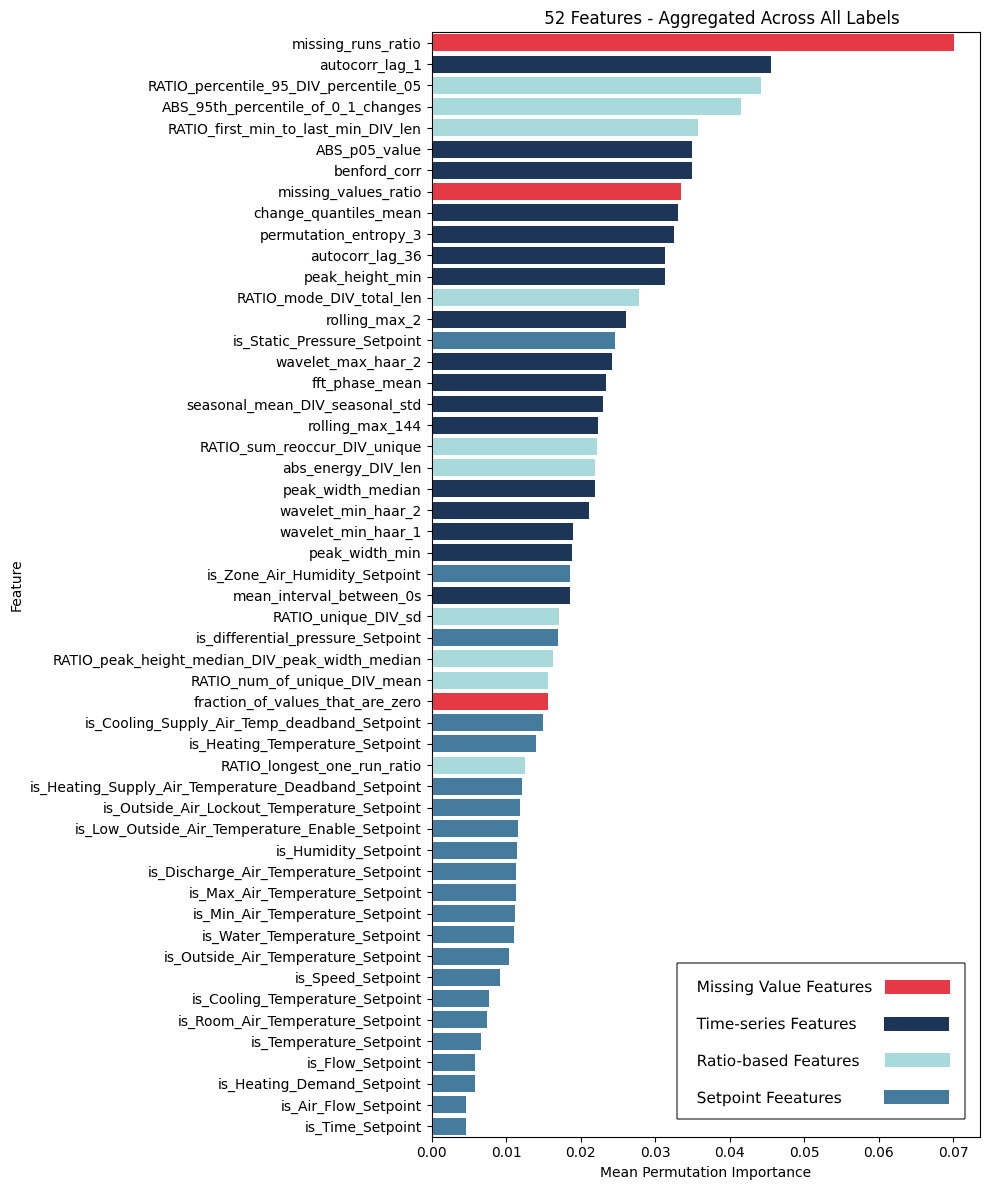 52 Features - Aggregated Across All Labels
missing_runs_ratio
autocorr_lag_1
RATIO_percentile_95_DIV_percentile_05
ABS_95th_percentile_of_0_1_changes
RATIO_first_min_to_last_min_DIV_len
ABS_p05_value
benford_corr
missing_values_ratio
change_quantiles_mean
permutation_entropy_3
autocorr_lag_36
peak_height_min
RATIO_mode_DIV_total_len
rolling_max_2
is_Static_Pressure_Setpoint
wavelet_max_haar_2
fft_phase_mean
seasonal_mean_DIV_seasonal_std
rolling_max_144
RATIO_sum_reoccur_DIV_unique
abs_energy_DIV_len
peak_width_median
wavelet_min_haar_2
wavelet_min_haar_1
peak_width_min
is_Zone_Air_Humidity_Setpoint
mean_interval_between_0s
RATIO_unique_DIV_sd
is_differential_pressure_Setpoint
RATIO_peak_height_median_DIV_peak_width_median
RATIO_num_of_unique_DIV_mean
fraction_of_values_that_are_zero
is_Cooling_Supply_Air_Temp_deadband_Setpoint
is_Heating_Temperature_Setpoint
RATIO_longest_one_run_ratio
is_Heating_Supply_Air_Temperature_Deadband_Setpoint
is_Outside_Air_Lockout_Temperature_Setpoint
is_Low_Outside_Air_Temperature_Enable_Setpoint
is_Humidity_Setpoint
is_Discharge_Air_Temperature_Setpoint
is_Max_Air_Temperature_Setpoint
is_Min_Air_Temperature_Setpoint
is_Water_Temperature_Setpoint
is_Outside_Air_Temperature_Setpoint
is_Speed_Setpoint
is_Cooling_Temperature_Setpoint
is_Room_Air_Temperature_Setpoint
is_Temperature_Setpoint
is_Flow_Setpoint
is_Heating_Demand_Setpoint
is_Air_Flow_Setpoint
is_Time_Setpoint
Feature
Missing Value Features
Time-series Features
Ratio-based Features
Setpoint Feeatures
0.00 0.01 0.02 0.03 0.04 0.05 0.06 0.07
Mean Permutation Importance